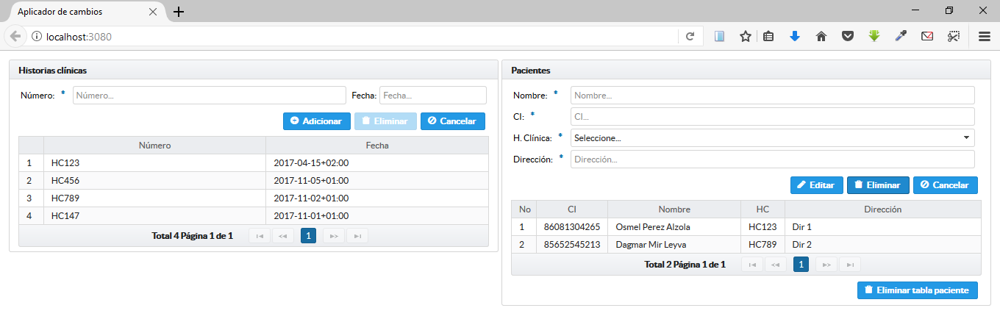 Aplicador de cambios
localhost:3080
Historias clínicas
Número: * Número... Fecha: Fecha...
Adicionar Eliminar Cancelar
Número Fecha
1 HC123 2017-04-15+02:00
2 HC456 2017-11-05+01:00
3 HC789 2017-11-02+01:00
4 HC147 2017-11-01+01:00
Total 4 Página 1 de 1 1
Pacientes
Nombre: * Nombre...
CI: * CI...
H. Clínica: * Seleccione...
Dirección: * Dirección...
Editar Eliminar Cancelar
No CI Nombre HC Dirección
1 86081304265 Osmel Perez Alzola HC123 Dir 1
2 85652545213 Dagmar Mir Leyva HC789 Dir 2
Total 2 Página 1 de 1 1
Eliminar tabla paciente